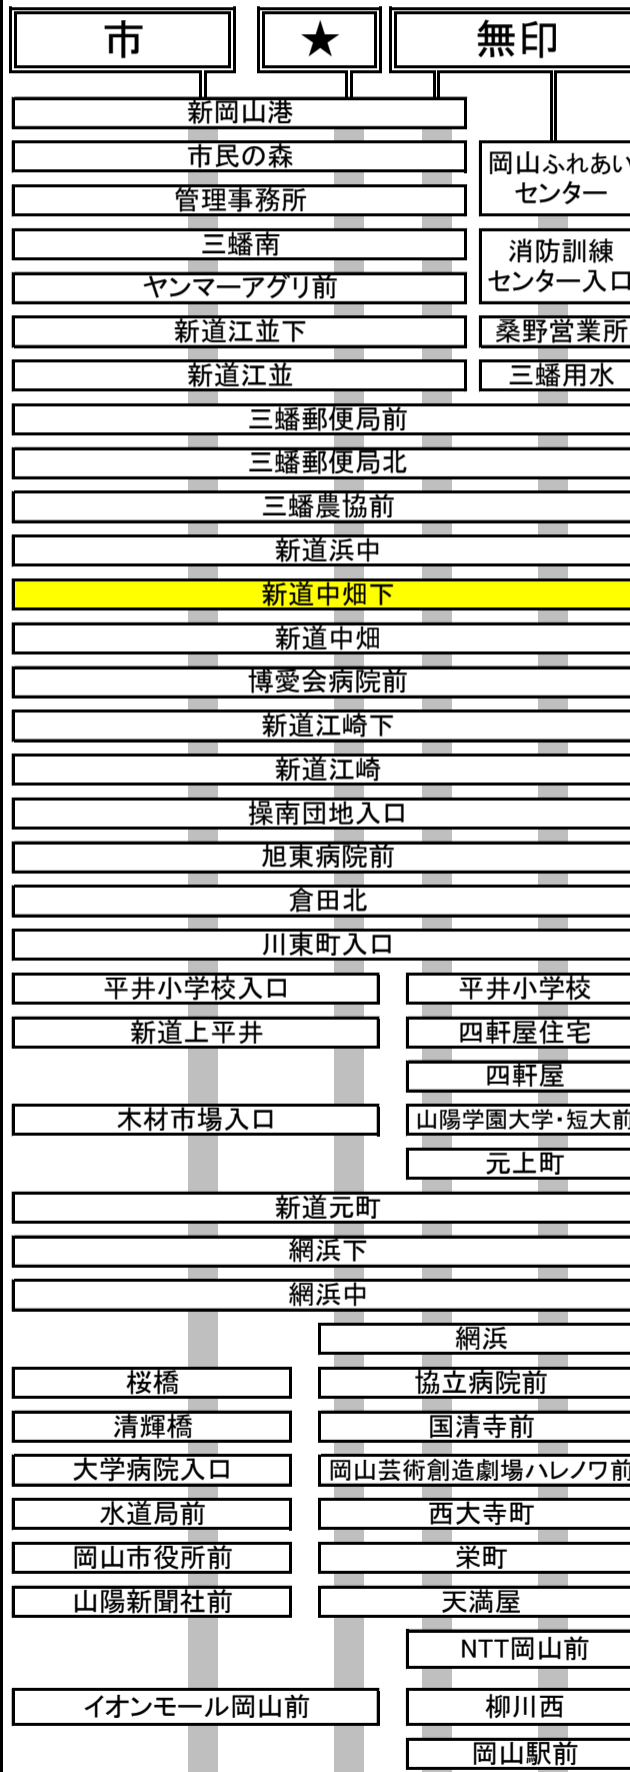 市 ★ 無印
新岡山港
市民の森
岡山ふれあい
センター
管理事務所
三蟠南
消防訓練
センター入口
ヤンマーアグリ前
新道江並下 桑野営業所
新道江並 三蟠用水
三蟠郵便局前
三蟠郵便局北
三蟠農協前
新道浜中
新道中畑下
新道中畑
博愛会病院前
新道江崎下
新道江崎
操南団地入口
旭東病院前
倉田北
川東町入口
平井小学校入口 平井小学校
新道上平井 四軒屋住宅
四軒屋
木材市場入口 山陽学園大学・短大前
元上町
新道元町
網浜下
網浜中
網浜
桜橋 協立病院前
清輝橋 国清寺前
大学病院入口 岡山芸術創造劇場ハレノワ前
水道局前 西大寺町
岡山市役所前 栄町
山陽新聞社前 天満屋
NTT岡山前
イオンモール岡山前 柳川西
岡山駅前